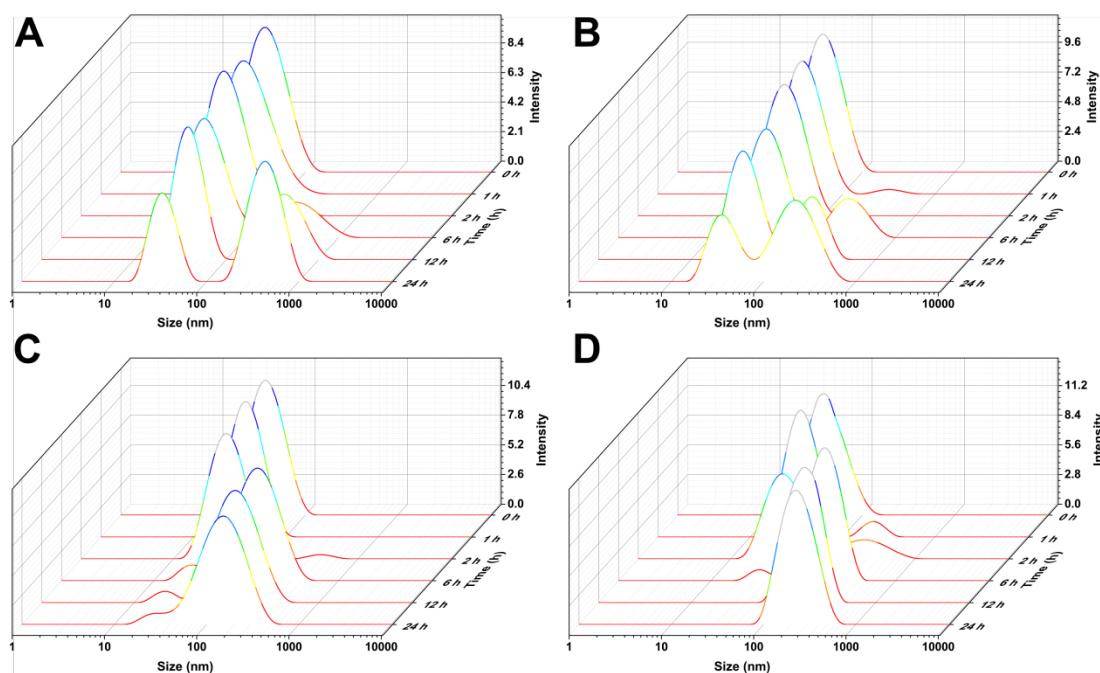 A
8.4
6.3
4.2
2.1
0.0
Intensity
0 h
1 h
2 h
6 h
12 h
24 h
Time (h)
1
10
100
1000
10000
Size (nm)
B
9.6
7.2
4.8
2.4
0.0
Intensity
0 h
1 h
2 h
6 h
12 h
24 h
Time (h)
1
10
100
1000
10000
Size (nm)
C
10.4
7.8
5.2
2.6
0.0
Intensity
0 h
1 h
2 h
6 h
12 h
24 h
Time (h)
1
10
100
1000
10000
Size (nm)
D
11.2
8.4
5.6
2.8
0.0
Intensity
0 h
1 h
2 h
6 h
12 h
24 h
Time (h)
1
10
100
1000
10000
Size (nm)